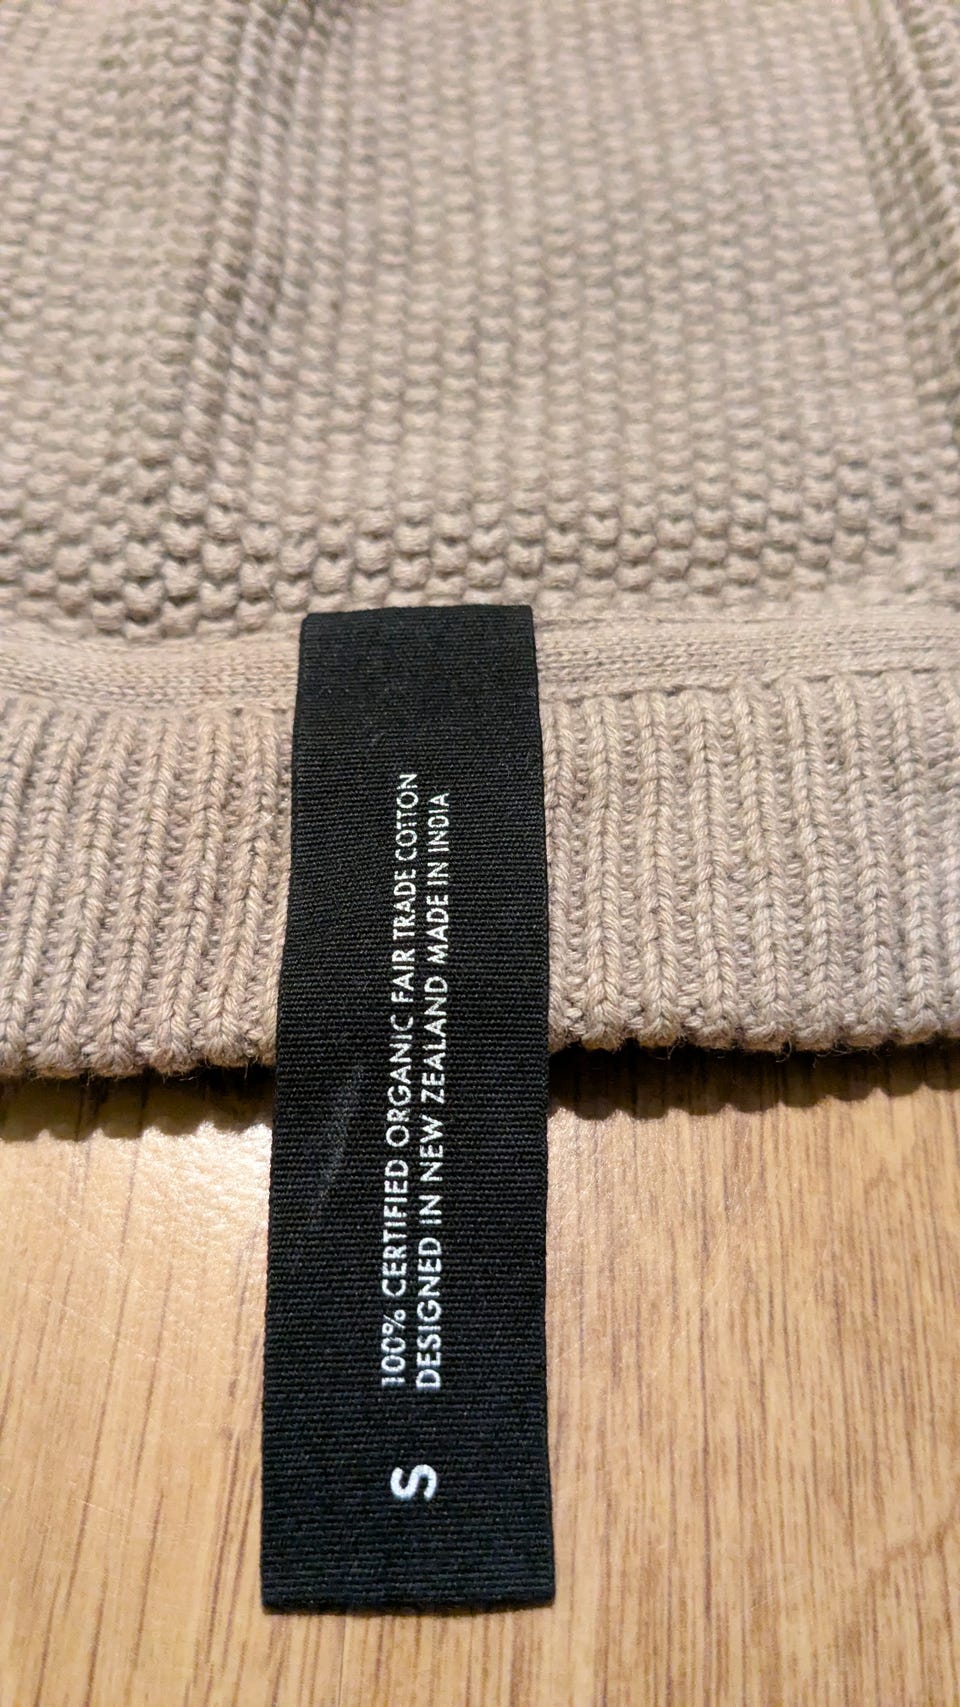 S
100% CERTIFIED ORGANIC FAIR TRADE COTTON
DESIGNED IN NEW ZEALAND MADE IN INDIA